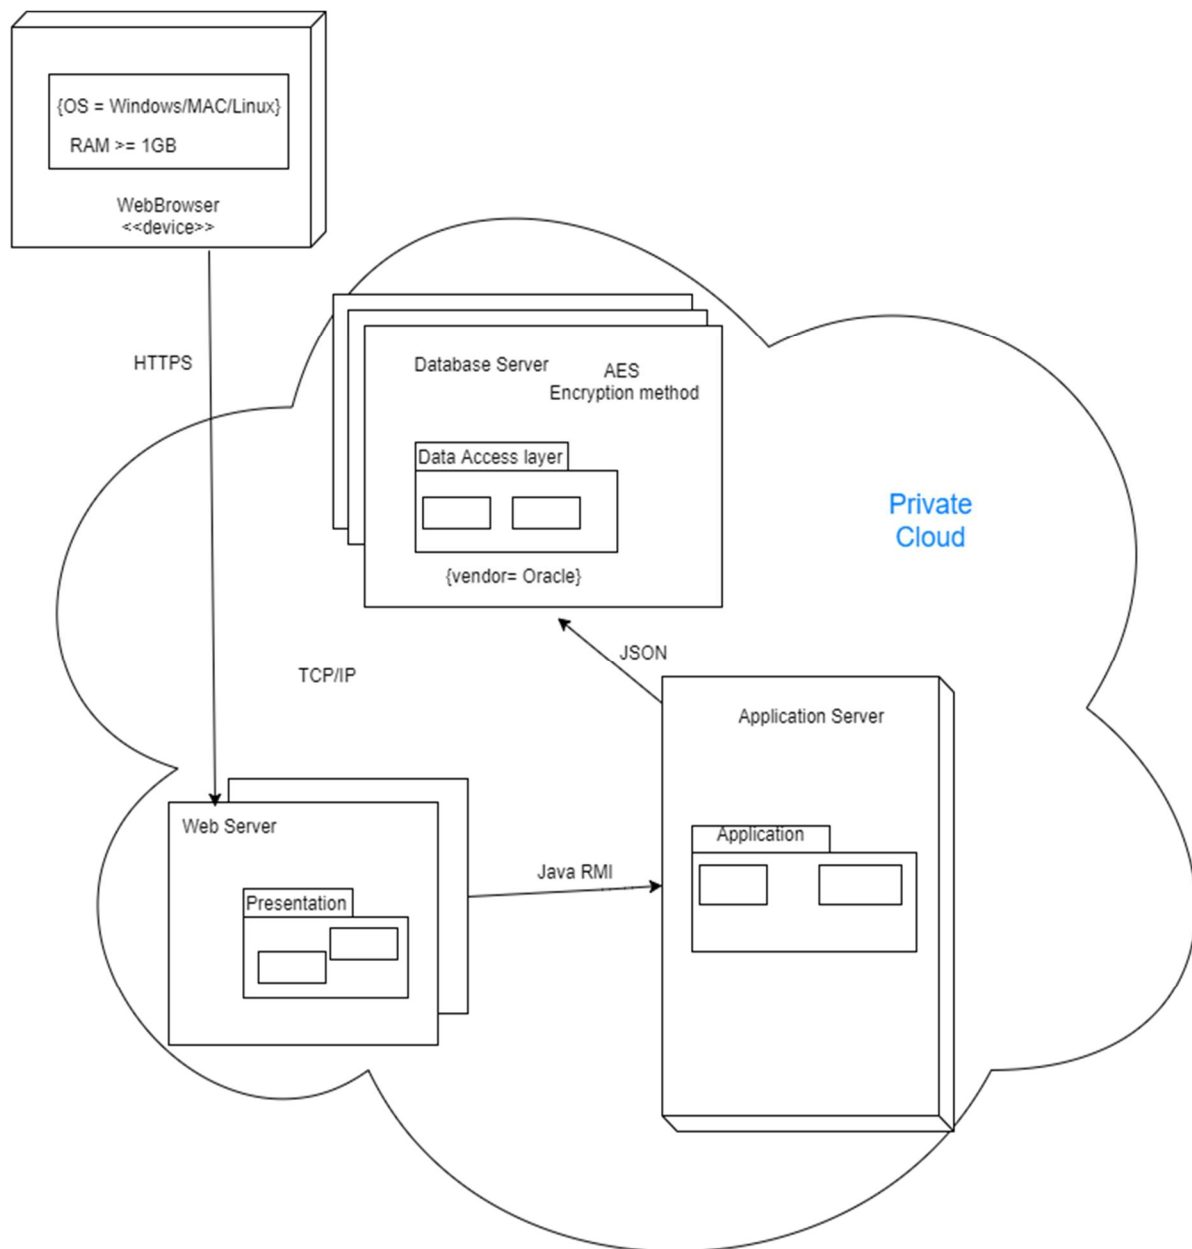 {OS = Windows/MAC/Linux}
RAM >= 1GB
WebBrowser
<<device>>
HTTPS
Database Server
AES
Encryption method
Data Access layer
{vendor= Oracle}
Private
Cloud
TCP/IP
JSON
Application Server
Web Server
Application
Java RMI
Presentation